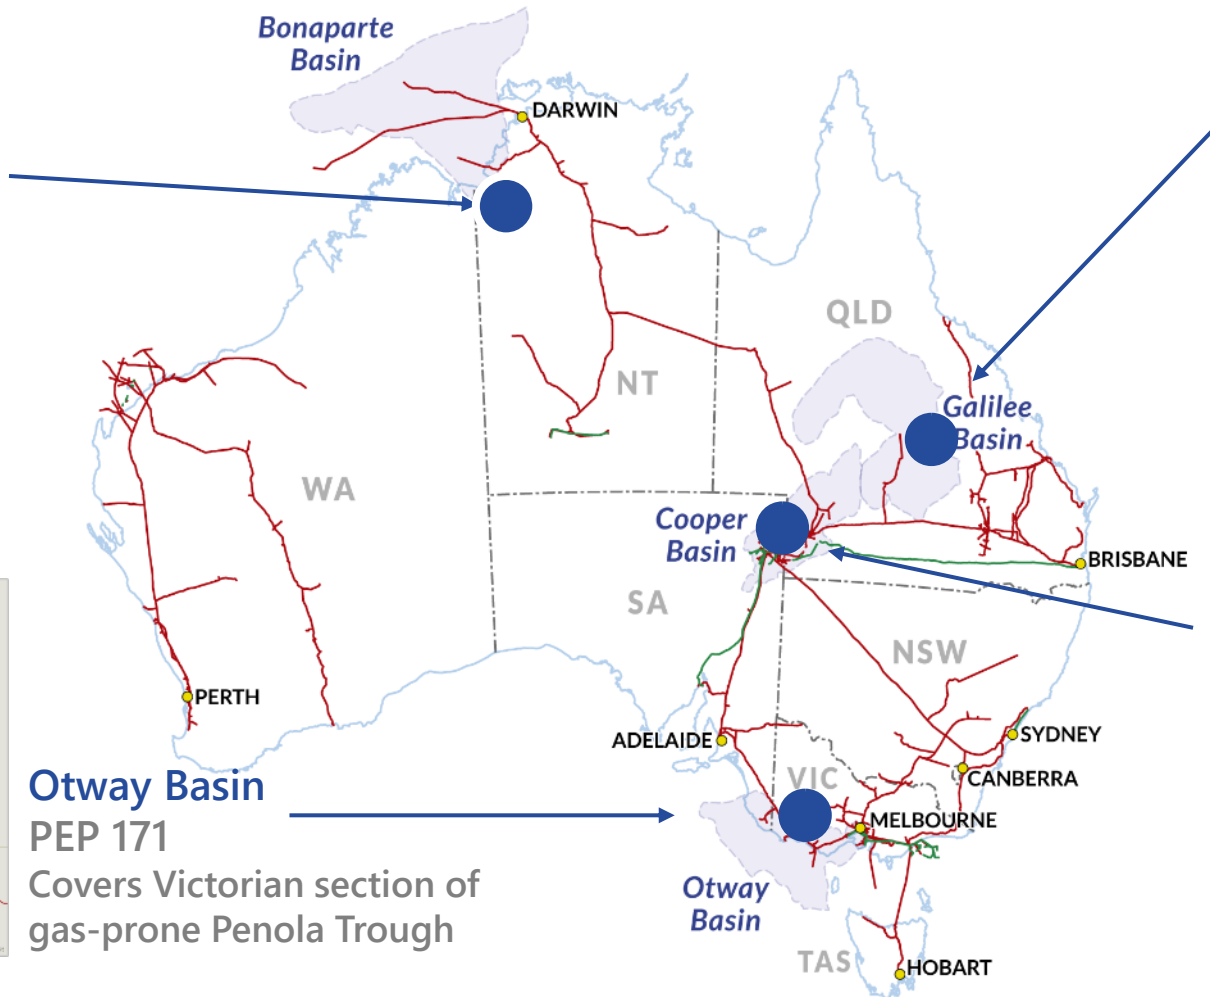 Bonaparte
Basin
DARWIN
QLD
NT
Galilee
Basin
WA
Cooper
Basin
BRISBANE
SA
NSW
PERTH
ADELAIDE
SYDNEY
CANBERRA
VIC
MELBOURNE
Otway Basin
PEP 171
Covers Victorian section of
gas-prone Penola Trough
Otway
Basin
TAS
HOBART